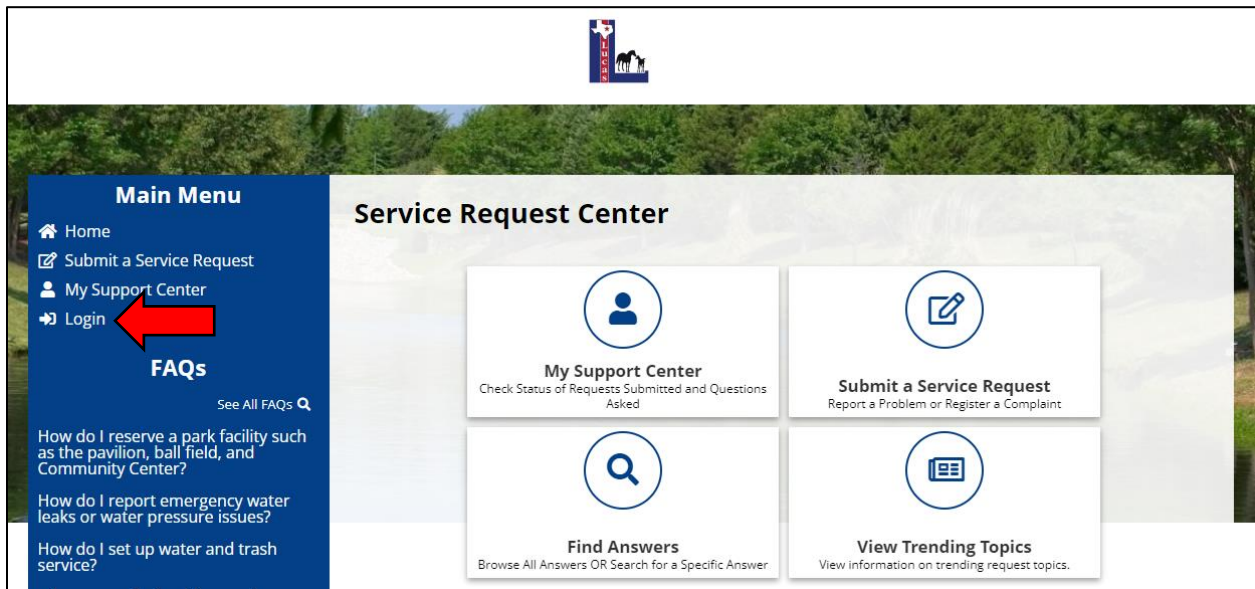 Lucas
Main Menu
Home
Submit a Service Request
My Support Center
Login
FAQs
See All FAQs
How do I reserve a park facility such
as the pavilion, ball field, and
Community Center?
How do I report emergency water
leaks or water pressure issues?
How do I set up water and trash
service?
Service Request Center
My Support Center
Check Status of Requests Submitted and Questions
Asked
Submit a Service Request
Report a Problem or Register a Complaint
Find Answers
Browse All Answers OR Search for a Specific Answer
View Trending Topics
View information on trending request topics.